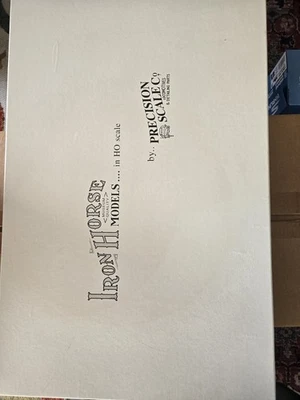 IRON HORSE
MODELS.... in HO scale
by.. PRECISION
SCALE Co.